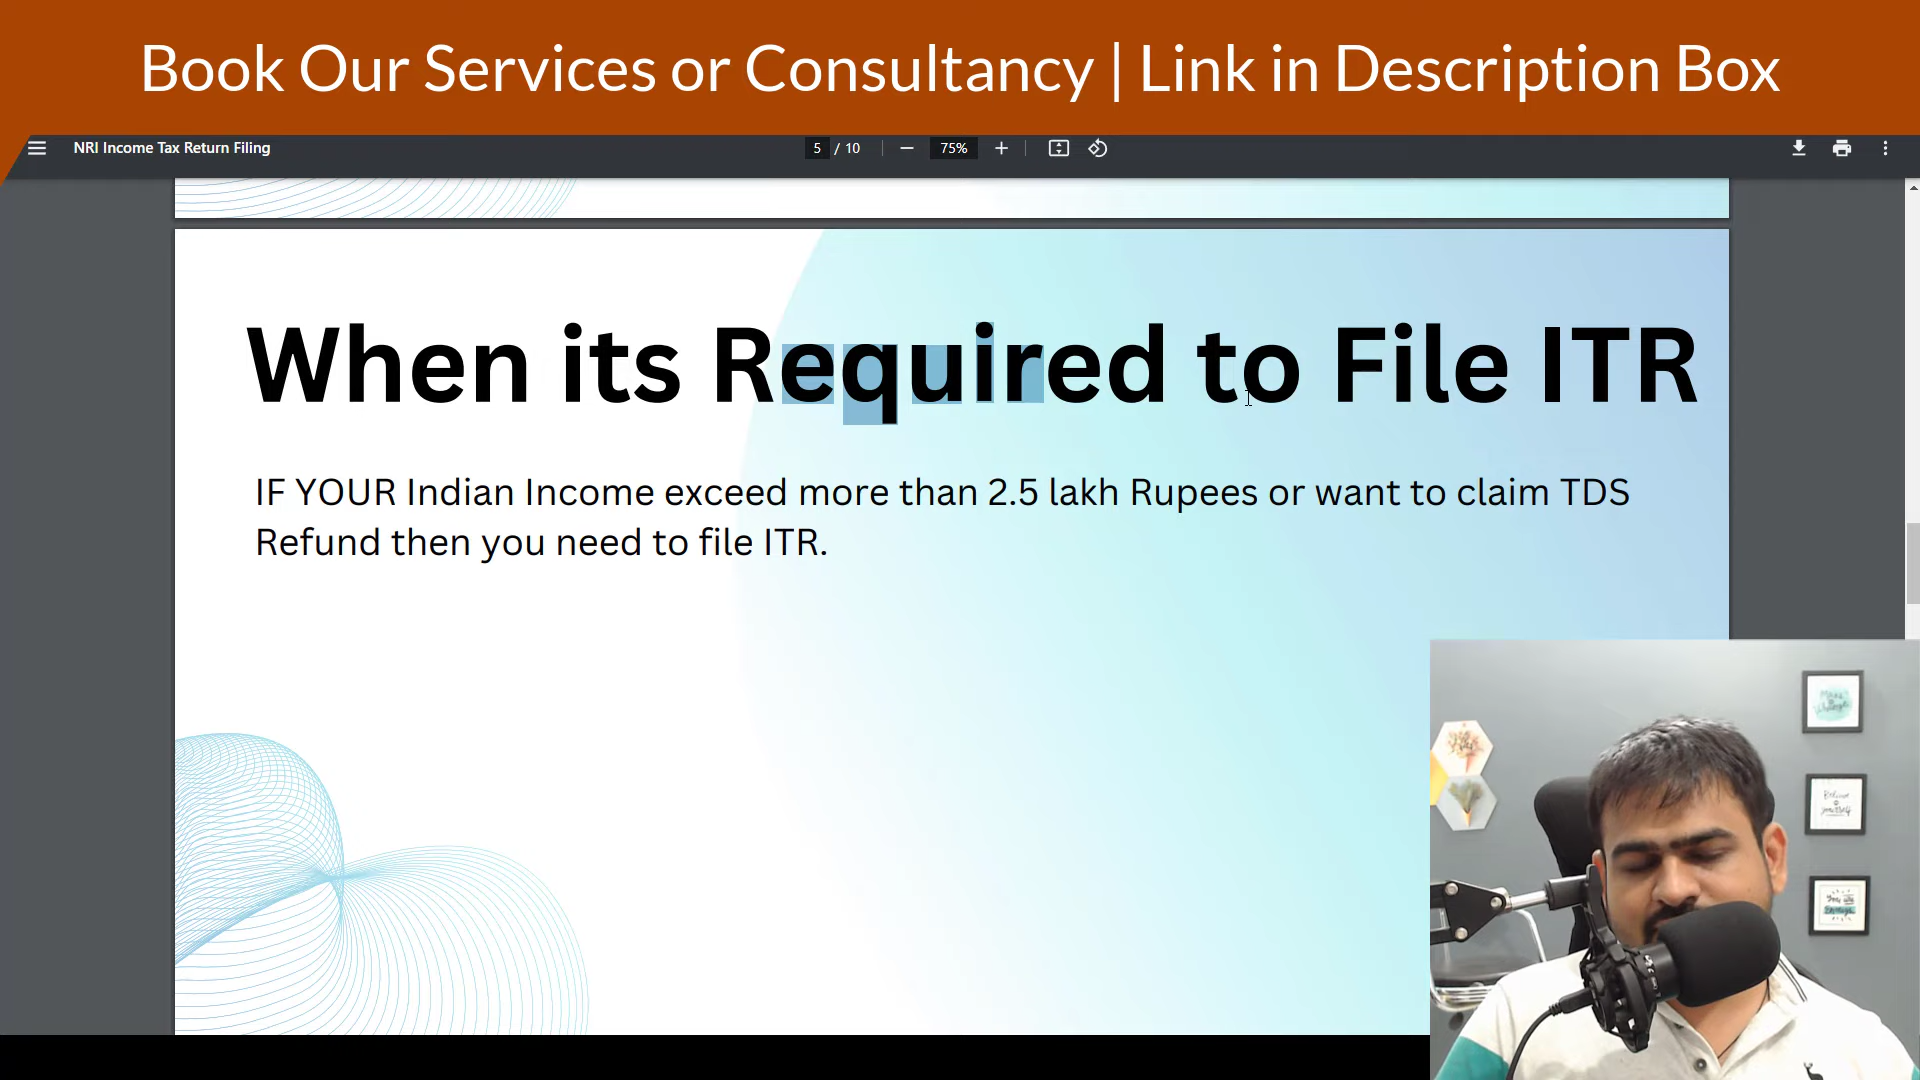 Book Our Services or Consultancy | Link in Description Box
NRI Income Tax Return Filing
5 / 10
75%
When its Required to File ITR
IF YOUR Indian Income exceed more than 2.5 lakh Rupees or want to claim TDS
Refund then you need to file ITR.